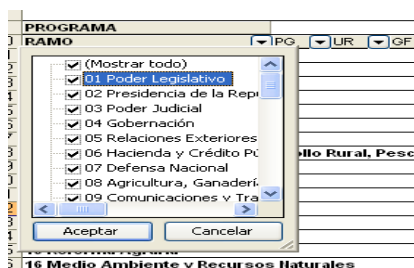 PROGRAMA
RAMO PG UR GF
(Mostrar todo)
01 Poder Legislativo
02 Presidencia de la Rep
03 Poder Judicial
04 Gobernación
05 Relaciones Exteriores
06 Hacienda y Crédito Pú
llo Rural, Pesc
07 Defensa Nacional
08 Agricultura, Ganaderí
09 Comunicaciones y Tra
Aceptar Cancelar
16 Medio Ambiente y Recursos Naturales